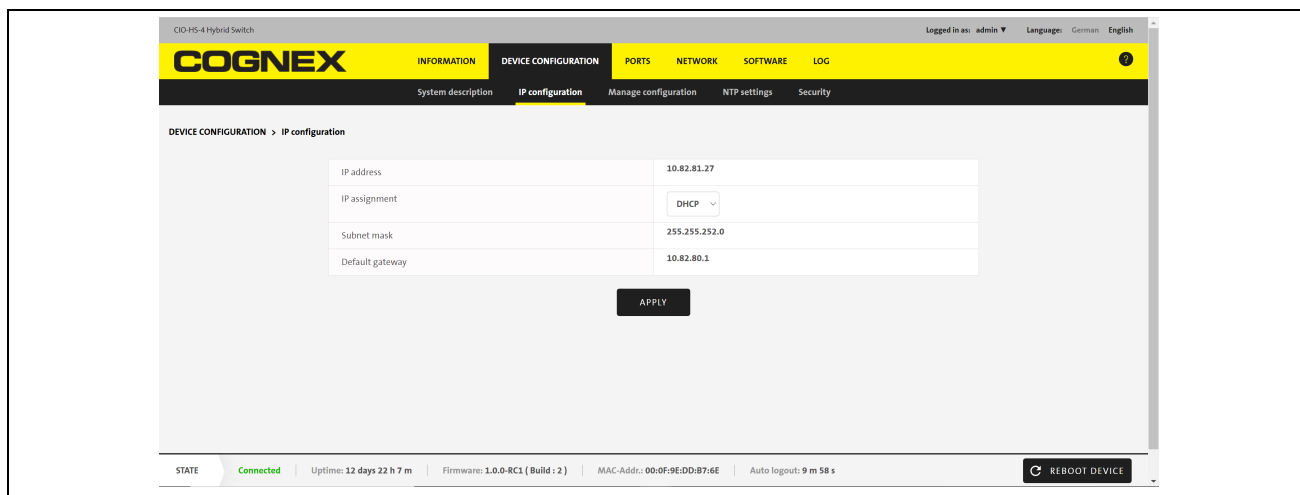 CIO-HS-4 Hybrid Switch Logged in as: admin ▼ Language: German English
COGNEX INFORMATION DEVICE CONFIGURATION PORTS NETWORK SOFTWARE LOG ?
System description IP configuration Manage configuration NTP settings Security
DEVICE CONFIGURATION > IP configuration
IP address 10.82.81.27
IP assignment DHCP
Subnet mask 255.255.252.0
Default gateway 10.82.80.1
APPLY
STATE Connected Uptime: 12 days 22 h 7 m Firmware: 1.0.0-RC1 ( Build : 2 ) MAC-Addr.: 00:0F:9E:DD:B7:6E Auto logout: 9 m 58 s REBOOT DEVICE